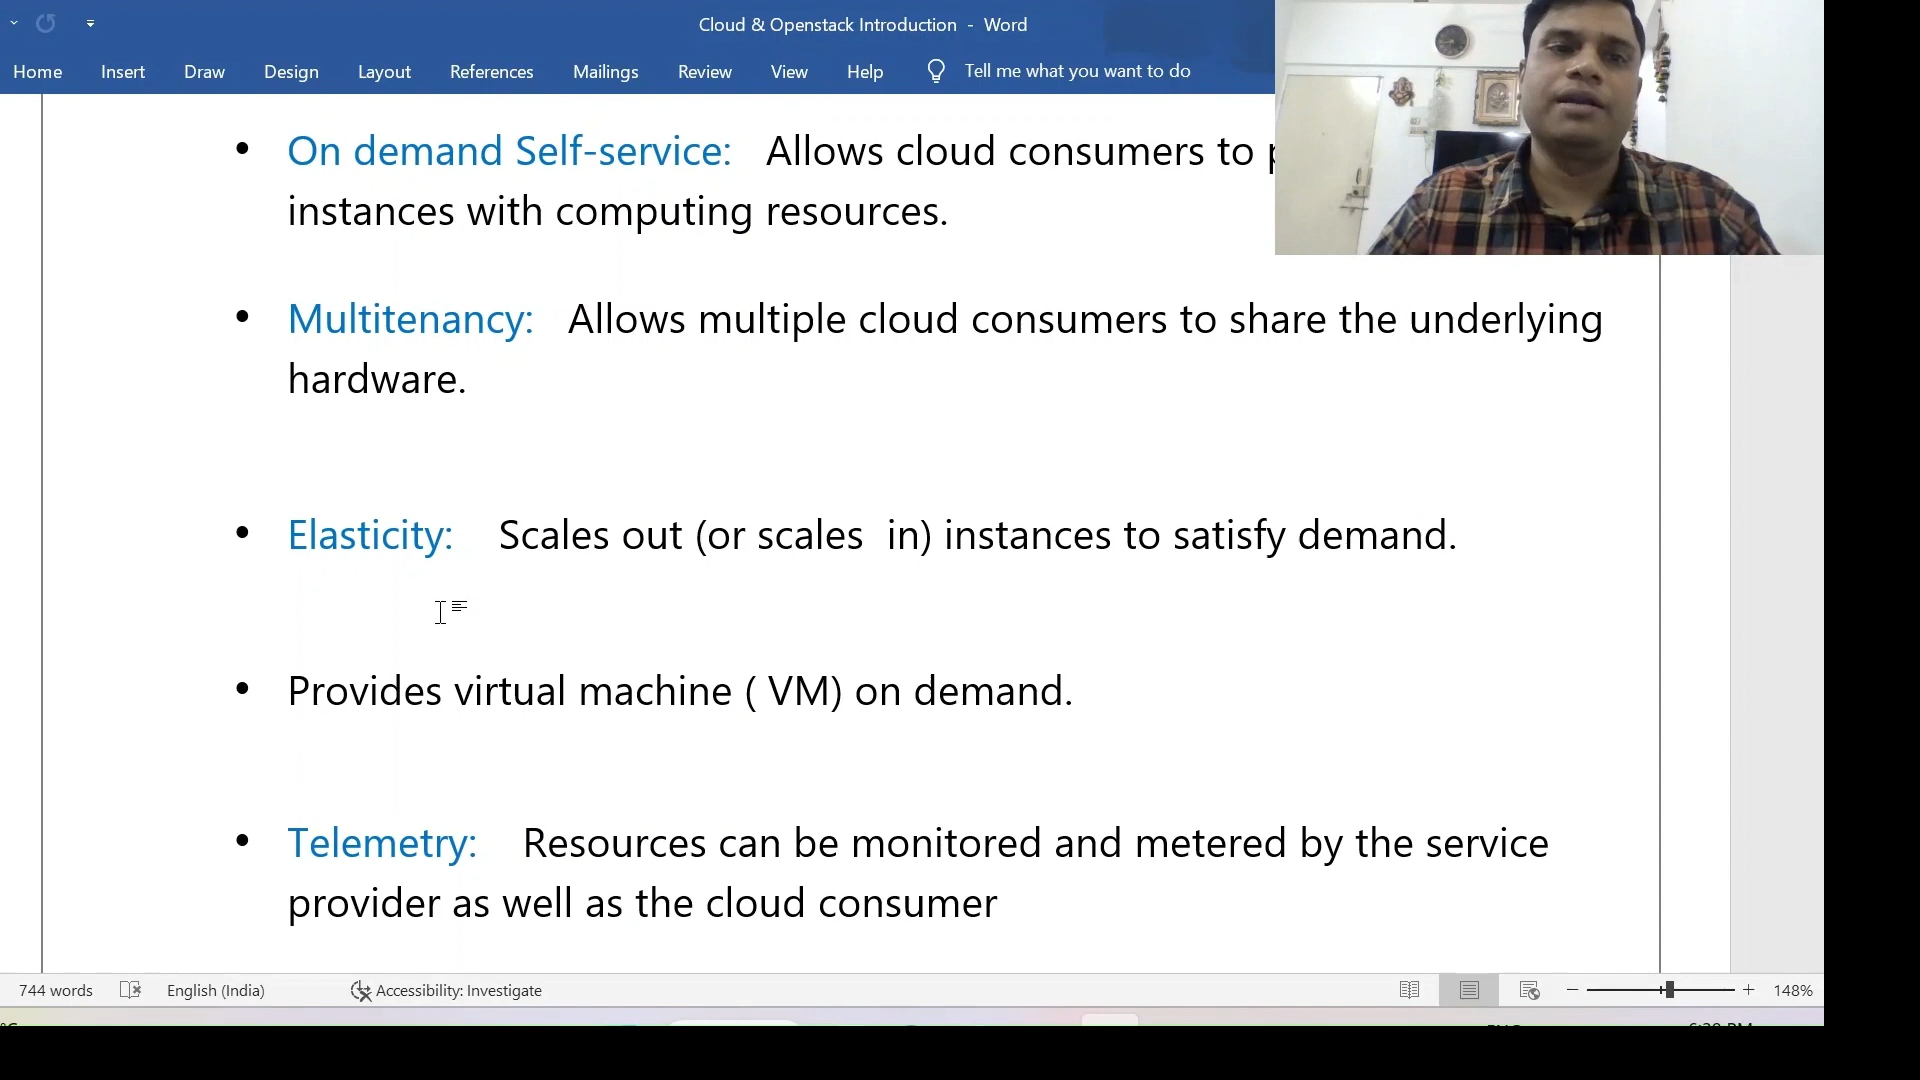 Cloud & Openstack Introduction - Word
Home Insert Draw Design Layout References Mailings Review View Help Tell me what you want to do
• On demand Self-service: Allows cloud consumers to
instances with computing resources.
• Multitenancy: Allows multiple cloud consumers to share the underlying
hardware.
• Elasticity: Scales out (or scales in) instances to satisfy demand.
• Provides virtual machine ( VM) on demand.
• Telemetry: Resources can be monitored and metered by the service
provider as well as the cloud consumer
744 words English (India) Accessibility: Investigate 148%